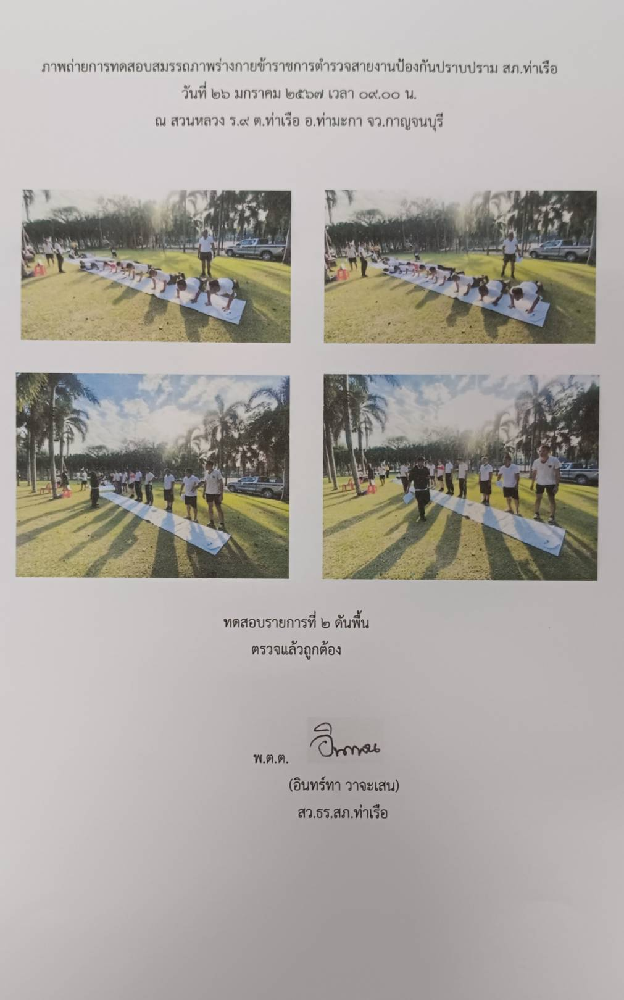 ภาพถ่ายการทดสอบสมรรถภาพร่างกายข้าราชการตำรวจสายงานป้องกันปราบปราม สภ.ท่าเรือ
วันที่ ๒๖ มกราคม ๒๕๖๗ เวลา ๐๙.๐๐ น.
ณ สวนหลวง ร.๙ ต.ท่าเรือ อ.ท่ามะกา จว.กาญจนบุรี
ทดสอบรายการที่ ๒ ดันพื้น
ตรวจแล้วถูกต้อง
พ.ต.ต.
(อินทร์ทา วาจะเสน)
สว.ธร.สภ.ท่าเรือ